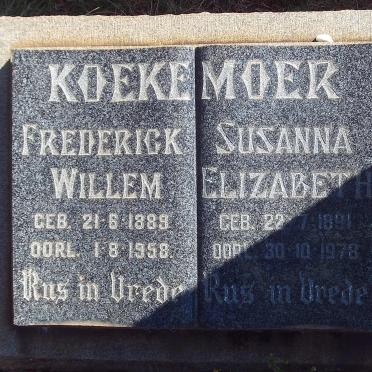 KOEKEMOER
FREDERICK
WILLEM
GEB. 21·6·1889.
OORL. 1·8·1958.
Rus in Vrede
SUSANNA
ELIZABETH
GEB. 22·7·1891.
OORL. 30·10·1978.
Rus in Vrede